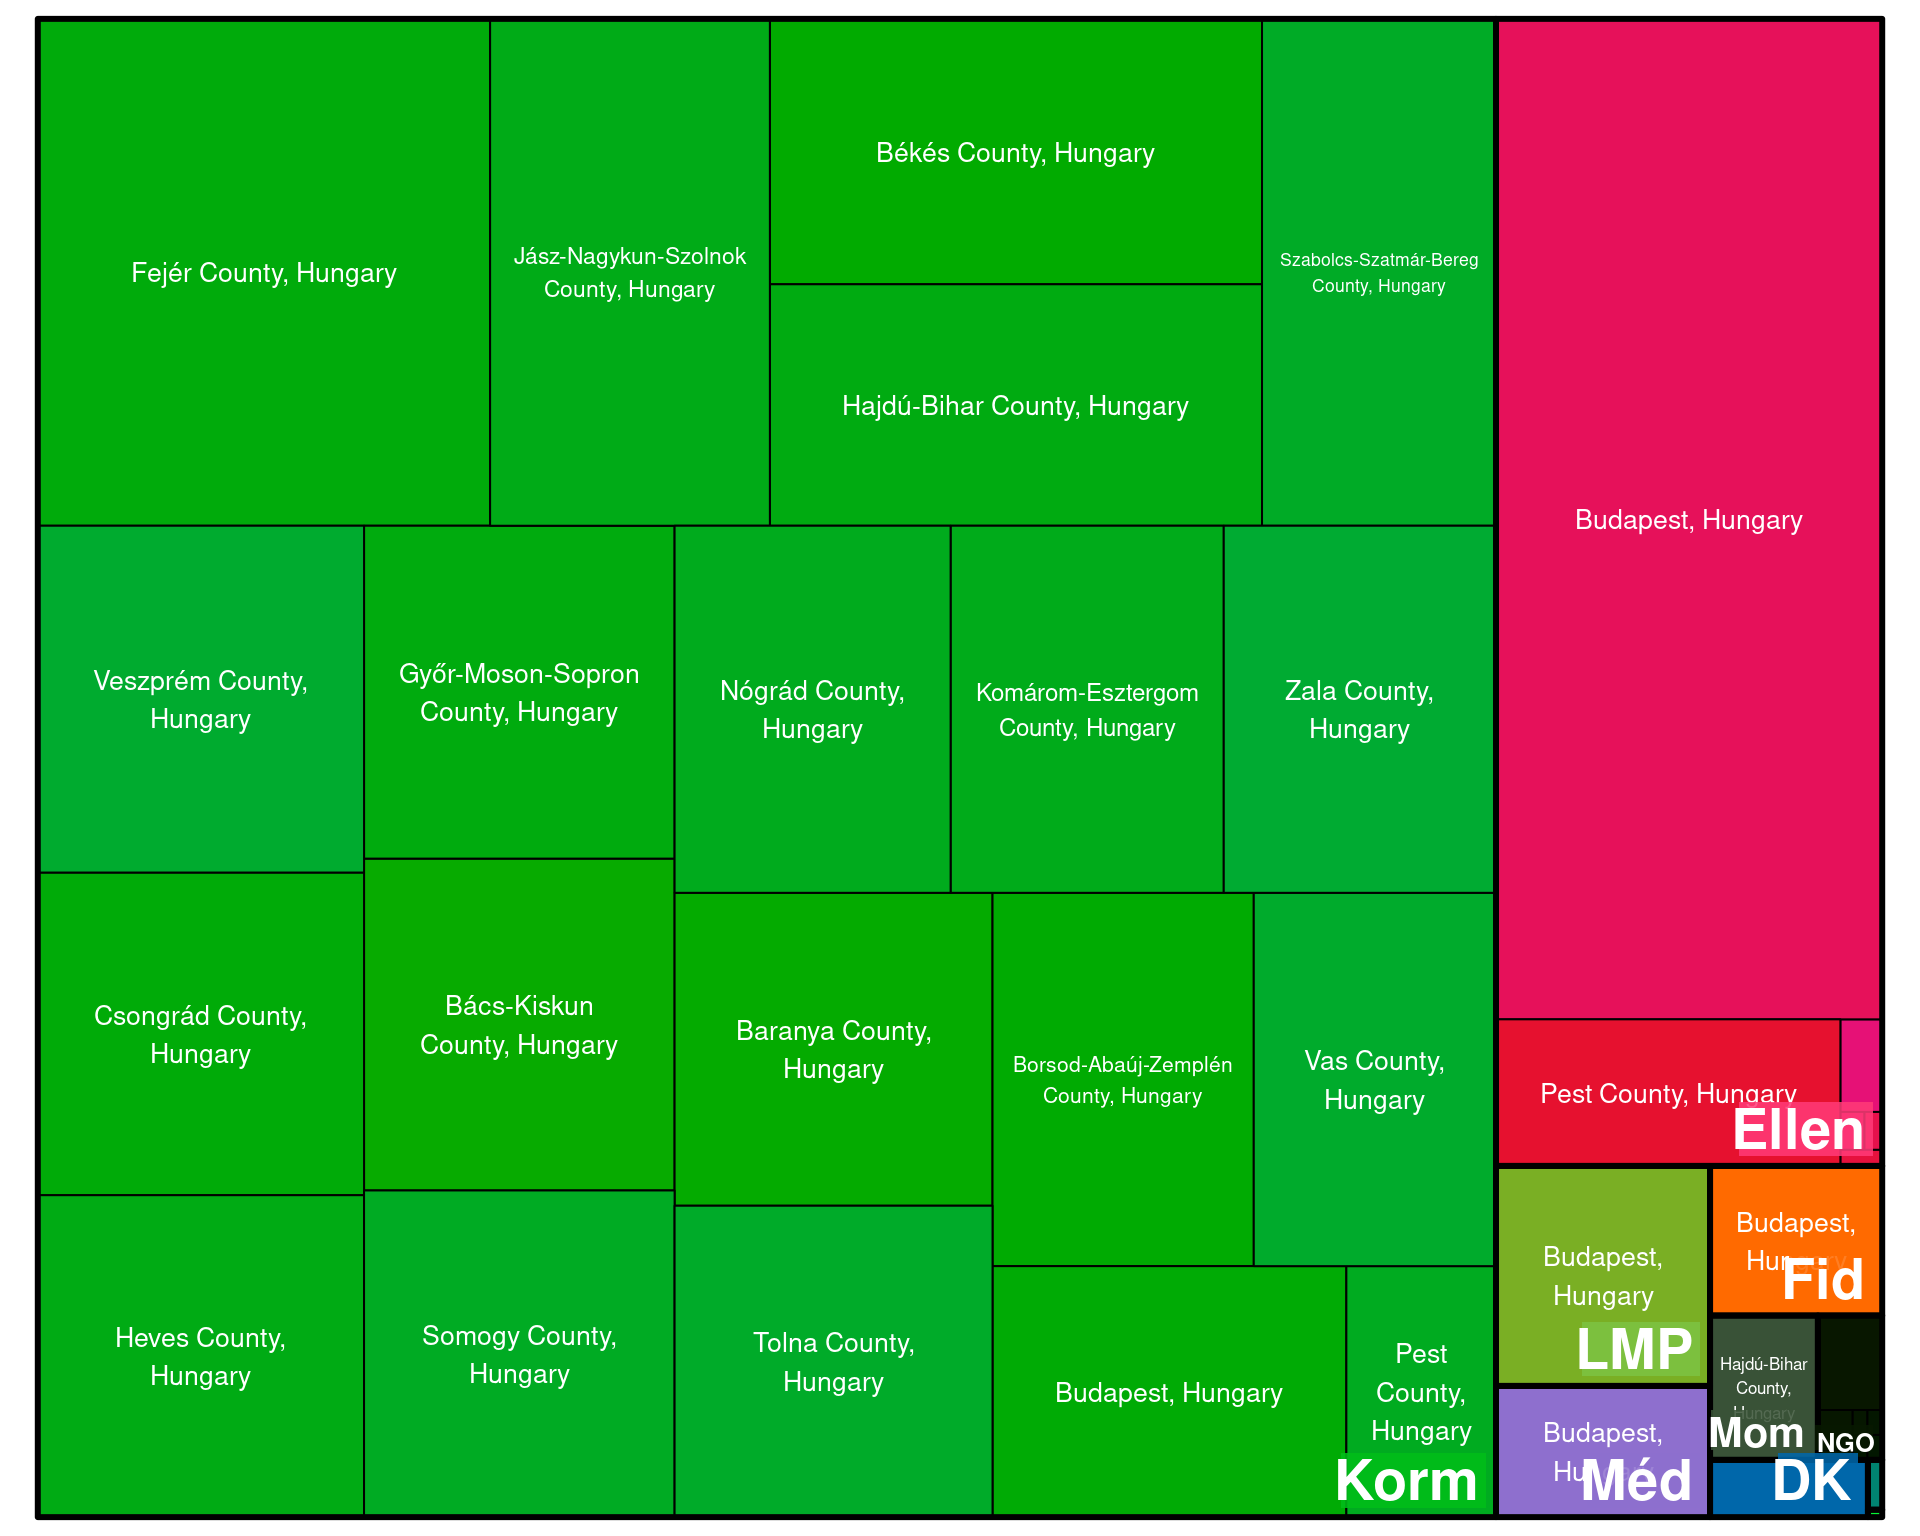 Fejér County, Hungary
Jász-Nagykun-Szolnok
County, Hungary
Békés County, Hungary
Hajdú-Bihar County, Hungary
Szabolcs-Szatmár-Bereg
County, Hungary
Budapest, Hungary
Veszprém County,
Hungary
Győr-Moson-Sopron
County, Hungary
Nógrád County,
Hungary
Komárom-Esztergom
County, Hungary
Zala County,
Hungary
Csongrád County,
Hungary
Bács-Kiskun
County, Hungary
Baranya County,
Hungary
Borsod-Abaúj-Zemplén
County, Hungary
Vas County,
Hungary
Pest County, Hungary
Ellen
Heves County,
Hungary
Somogy County,
Hungary
Tolna County,
Hungary
Budapest, Hungary
Pest
County,
Hungary
Korm
Budapest,
Hungary
LMP
Budapest,
Hungary
Fid
Hajdú-Bihar
County,
Hungary
Mom
NGO
Budapest,
Méd
DK